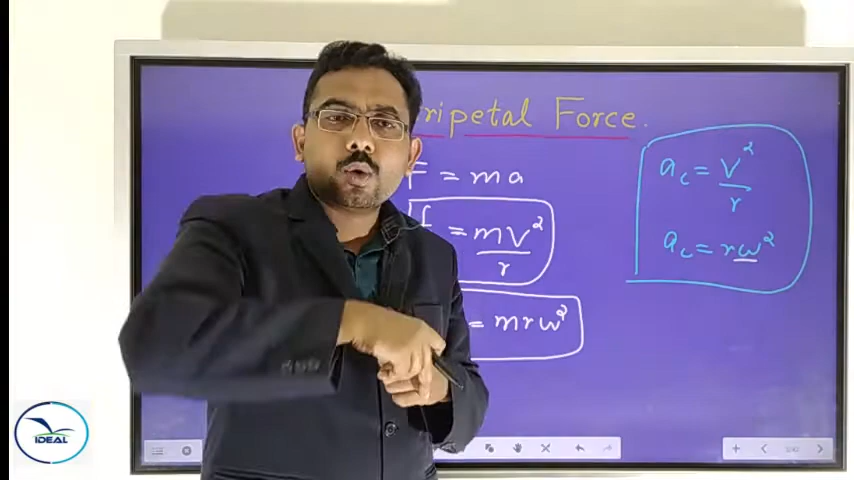 ripetal Force.
F = ma
F = mv²/r
= mrω²
a_c = v²/r
a_c = rω²
IDEAL